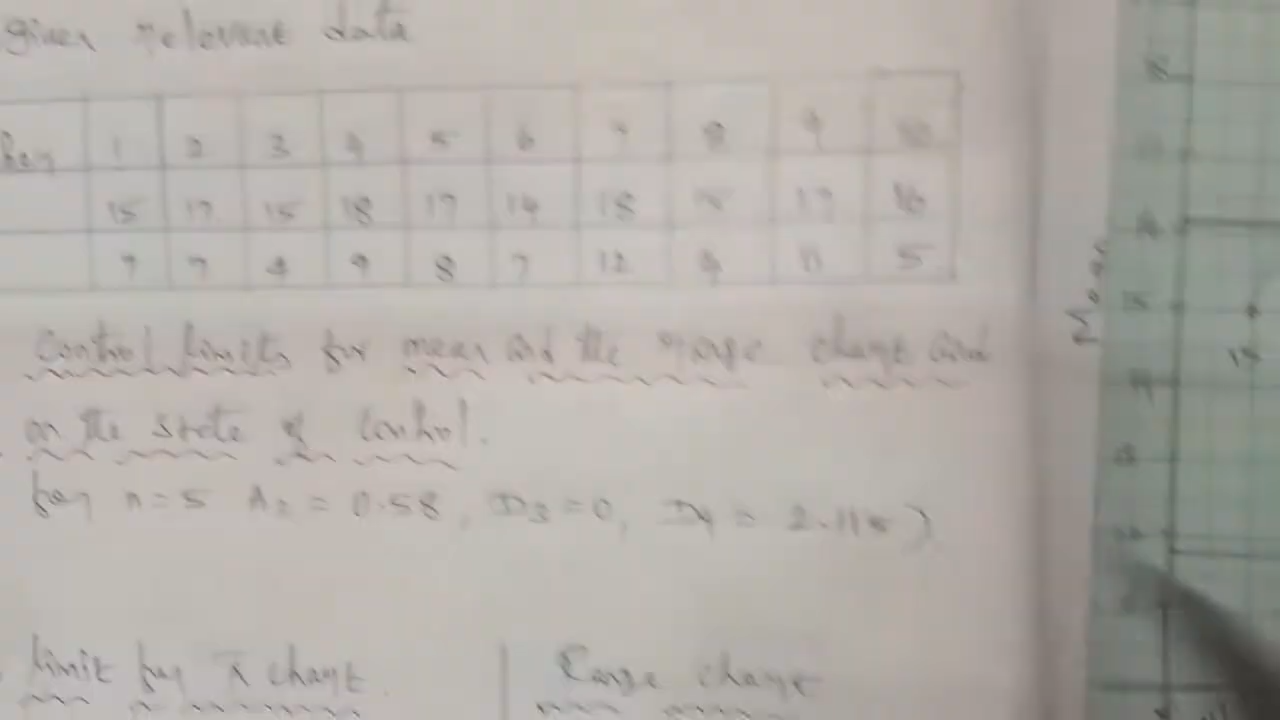 given relevant data
1 2 3 4 5 6 7 8 9 10
15 17 15 18 17 14 18 15 17 16
7 7 4 9 8 7 12 4 11 5
Control limits for mean and the range chart and
on the state of control.
for n=5 A2 = 0.58, D3 = 0, D4 = 2.115)
limit for x̄ chart. Range chart